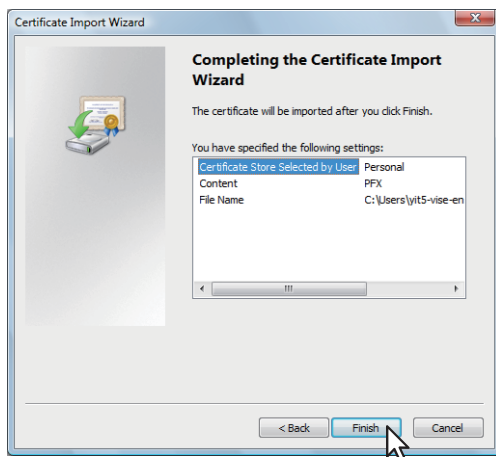 Certificate Import Wizard
Completing the Certificate Import
Wizard
The certificate will be imported after you click Finish.
You have specified the following settings:
Certificate Store Selected by User Personal
Content PFX
File Name C:\Users\yit5-vise-en
< Back Finish Cancel